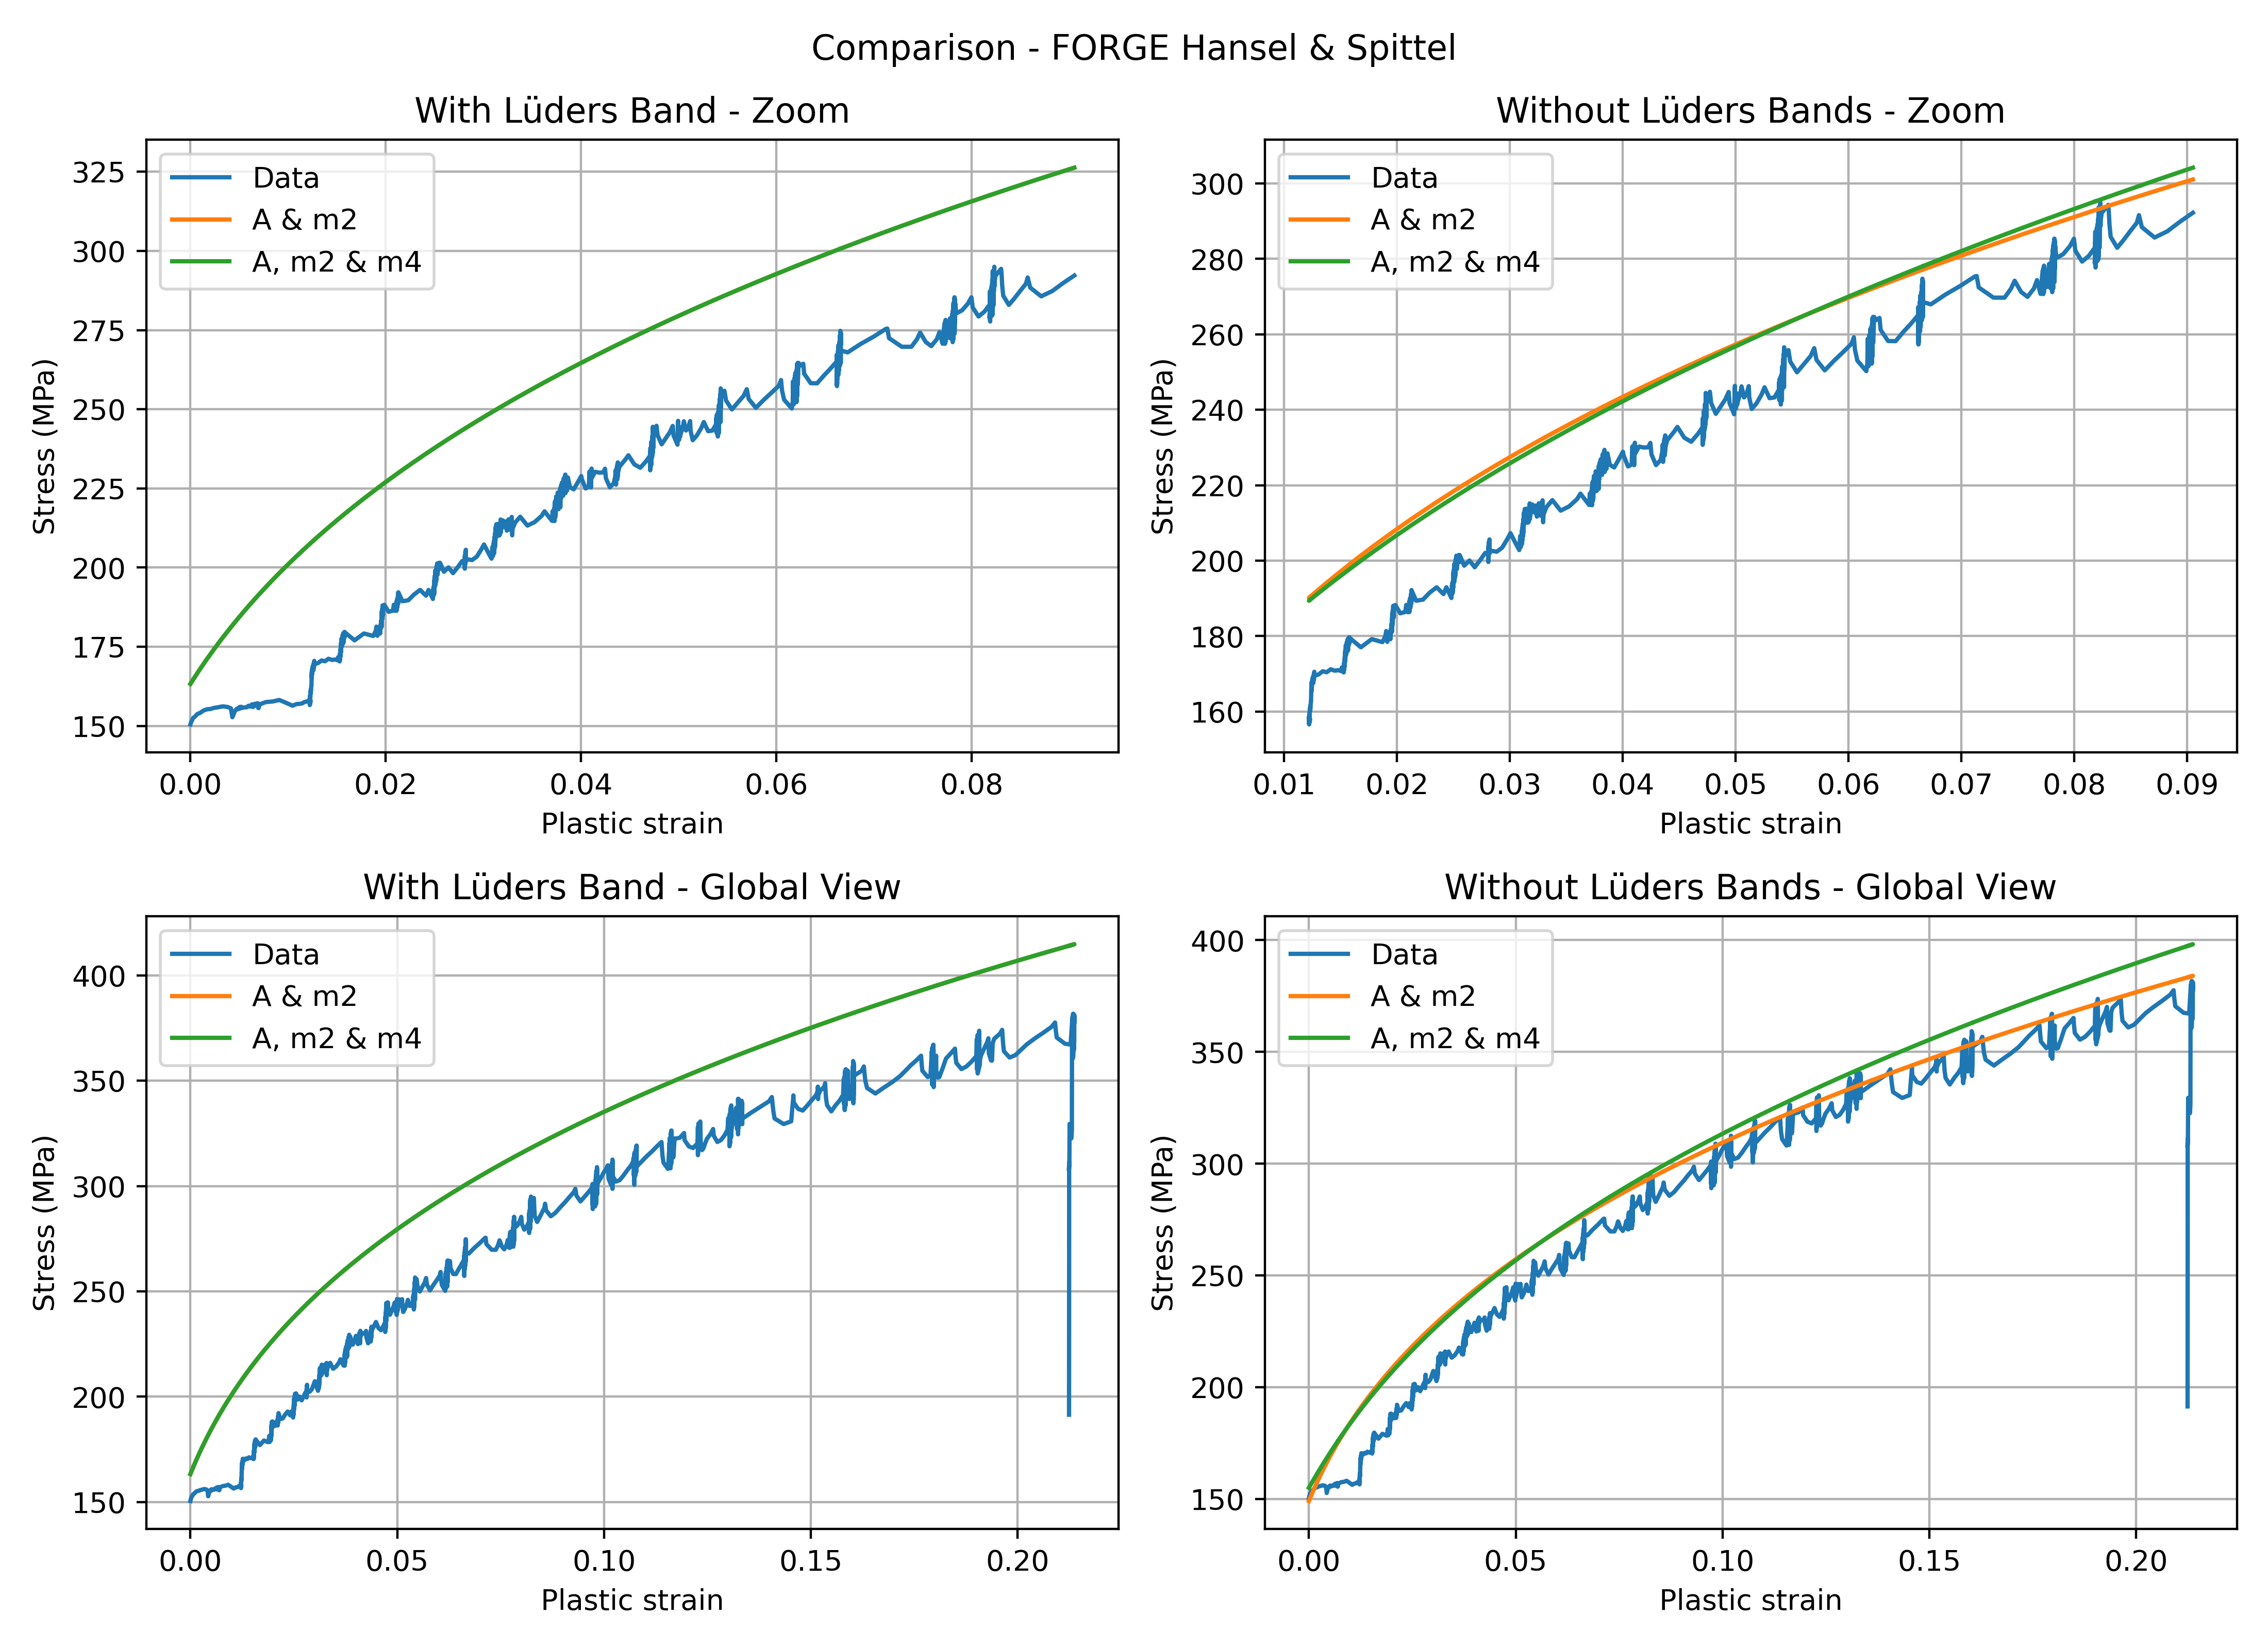 Comparison - FORGE Hansel & Spittel
With Lüders Band - Zoom
Data
A & m2
A, m2 & m4
325
300
275
250
225
200
175
150
Stress (MPa)
0.00 0.02 0.04 0.06 0.08
Plastic strain
Without Lüders Bands - Zoom
Data
A & m2
A, m2 & m4
300
280
260
240
220
200
180
160
Stress (MPa)
0.01 0.02 0.03 0.04 0.05 0.06 0.07 0.08 0.09
Plastic strain
With Lüders Band - Global View
Data
A & m2
A, m2 & m4
400
350
300
250
200
150
Stress (MPa)
0.00 0.05 0.10 0.15 0.20
Plastic strain
Without Lüders Bands - Global View
Data
A & m2
A, m2 & m4
400
350
300
250
200
150
Stress (MPa)
0.00 0.05 0.10 0.15 0.20
Plastic strain